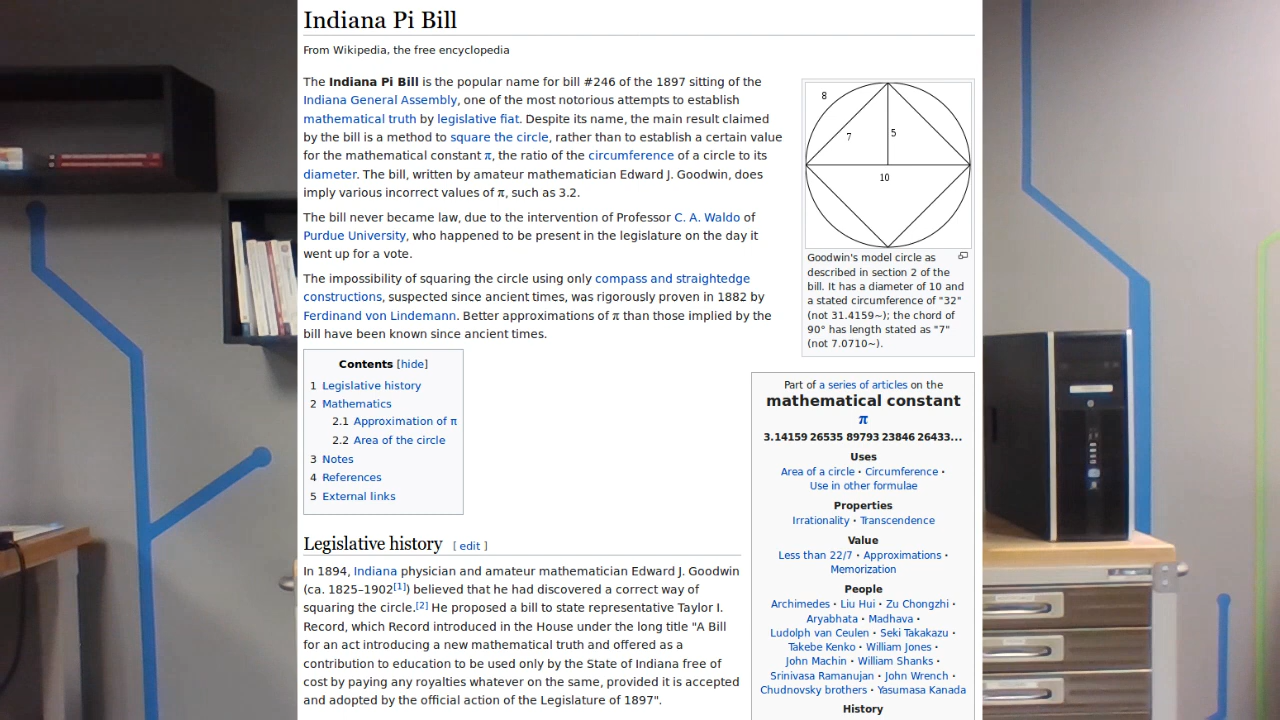 Indiana Pi Bill
From Wikipedia, the free encyclopedia
The Indiana Pi Bill is the popular name for bill #246 of the 1897 sitting of the
Indiana General Assembly, one of the most notorious attempts to establish
mathematical truth by legislative fiat. Despite its name, the main result claimed
by the bill is a method to square the circle, rather than to establish a certain value
for the mathematical constant π, the ratio of the circumference of a circle to its
diameter. The bill, written by amateur mathematician Edward J. Goodwin, does
imply various incorrect values of π, such as 3.2.
The bill never became law, due to the intervention of Professor C. A. Waldo of
Purdue University, who happened to be present in the legislature on the day it
went up for a vote.
The impossibility of squaring the circle using only compass and straightedge
constructions, suspected since ancient times, was rigorously proven in 1882 by
Ferdinand von Lindemann. Better approximations of π than those implied by the
bill have been known since ancient times.
8
7
5
10
Goodwin's model circle as
described in section 2 of the
bill. It has a diameter of 10 and
a stated circumference of "32"
(not 31.4159~); the chord of
90° has length stated as "7"
(not 7.0710~).
Contents [hide]
1 Legislative history
2 Mathematics
2.1 Approximation of π
2.2 Area of the circle
3 Notes
4 References
5 External links
Part of a series of articles on the
mathematical constant
π
3.14159 26535 89793 23846 26433...
Uses
Area of a circle · Circumference ·
Use in other formulae
Properties
Irrationality · Transcendence
Value
Less than 22/7 · Approximations ·
Memorization
People
Archimedes · Liu Hui · Zu Chongzhi ·
Aryabhata · Madhava ·
Ludolph van Ceulen · Seki Takakazu ·
Takebe Kenko · William Jones ·
John Machin · William Shanks ·
Srinivasa Ramanujan · John Wrench ·
Chudnovsky brothers · Yasumasa Kanada
History
Legislative history [ edit ]
In 1894, Indiana physician and amateur mathematician Edward J. Goodwin
(ca. 1825–1902[1]) believed that he had discovered a correct way of
squaring the circle.[2] He proposed a bill to state representative Taylor I.
Record, which Record introduced in the House under the long title "A Bill
for an act introducing a new mathematical truth and offered as a
contribution to education to be used only by the State of Indiana free of
cost by paying any royalties whatever on the same, provided it is accepted
and adopted by the official action of the Legislature of 1897".